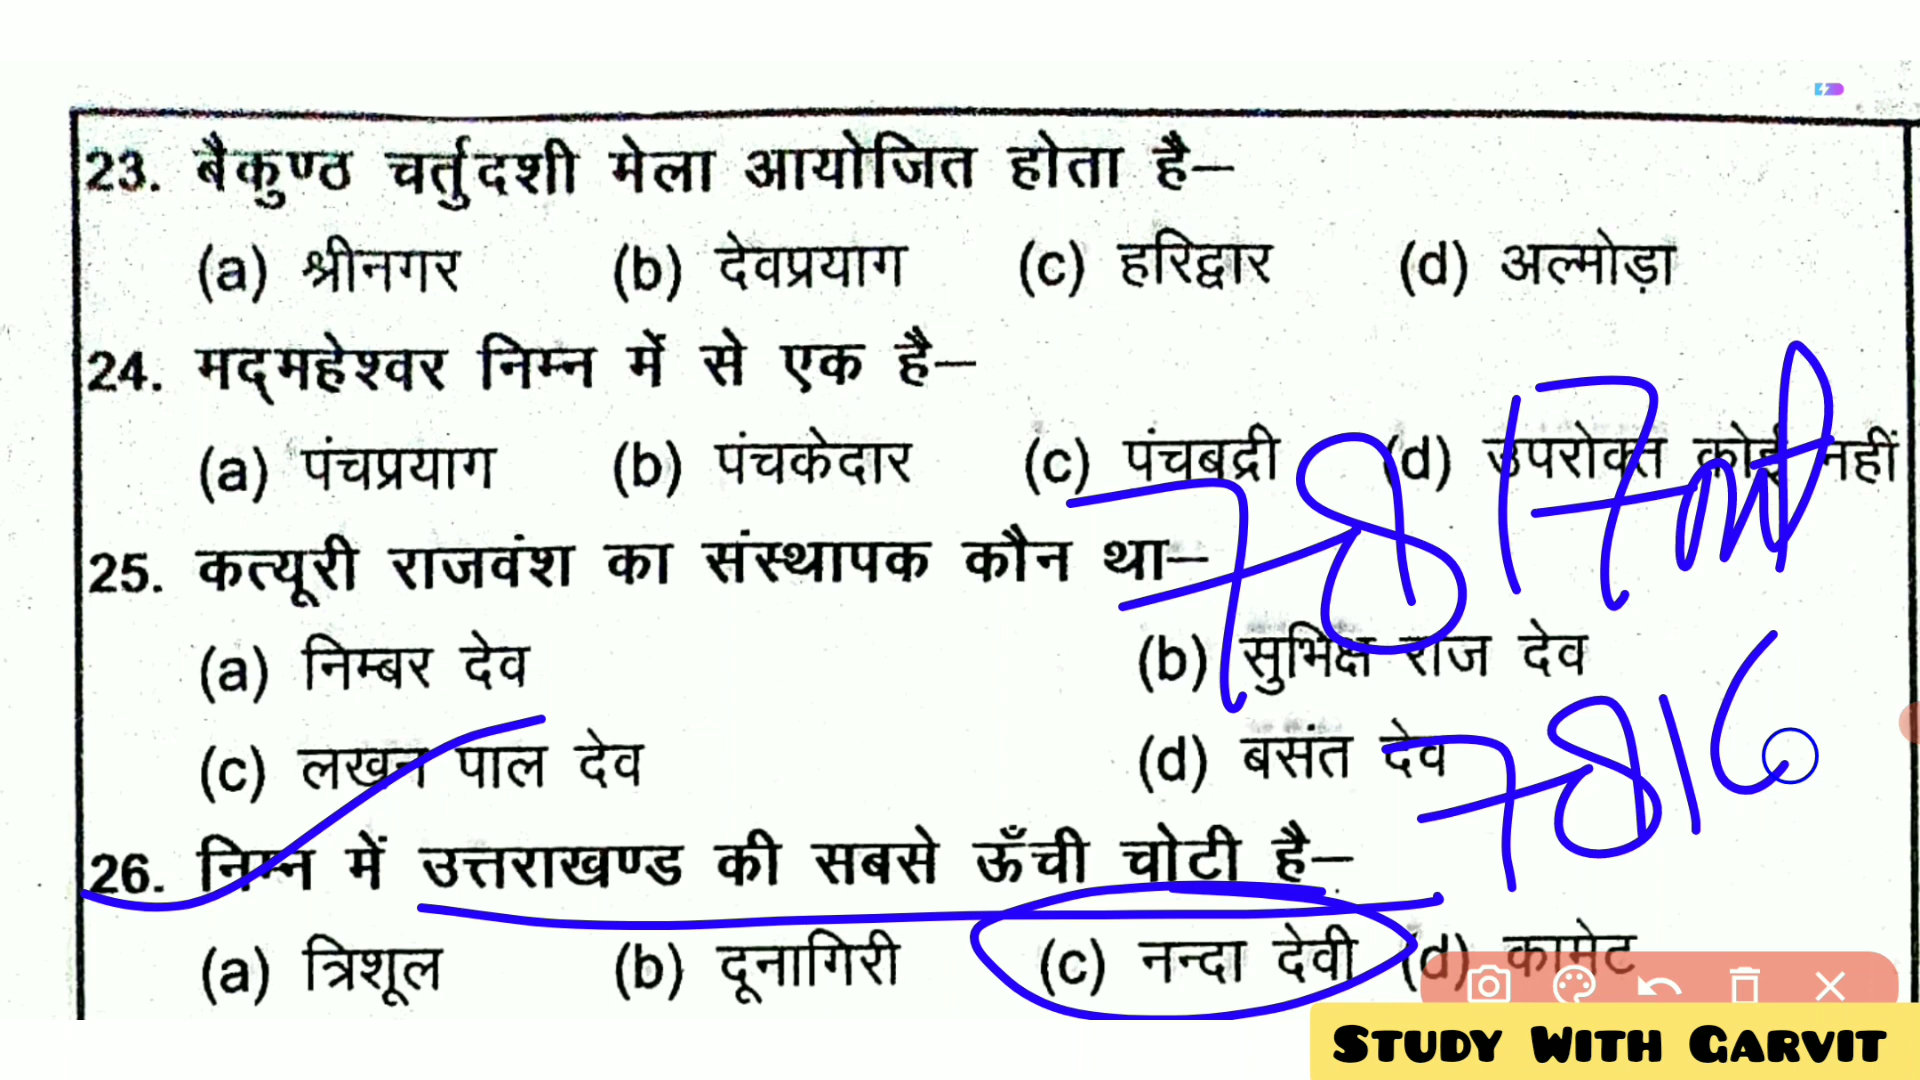 23. बैकुण्ठ चर्तुदशी मेला आयोजित होता है–
(a) श्रीनगर (b) देवप्रयाग (c) हरिद्वार (d) अल्मोड़ा
24. मद्महेश्वर निम्न में से एक है–
(a) पंचप्रयाग (b) पंचकेदार (c) पंचबद्री (d) उपरोक्त कोई नहीं
7817 मी
25. कत्यूरी राजवंश का संस्थापक कौन था–
(a) निम्बर देव (b) सुभिक्ष राज देव
(c) लखन पाल देव (d) बसंत देव
7816
26. निम्न में उत्तराखण्ड की सबसे ऊँची चोटी है–
(a) त्रिशूल (b) दूनागिरी (c) नन्दा देवी (d) कामेट
STUDY WITH GARVIT